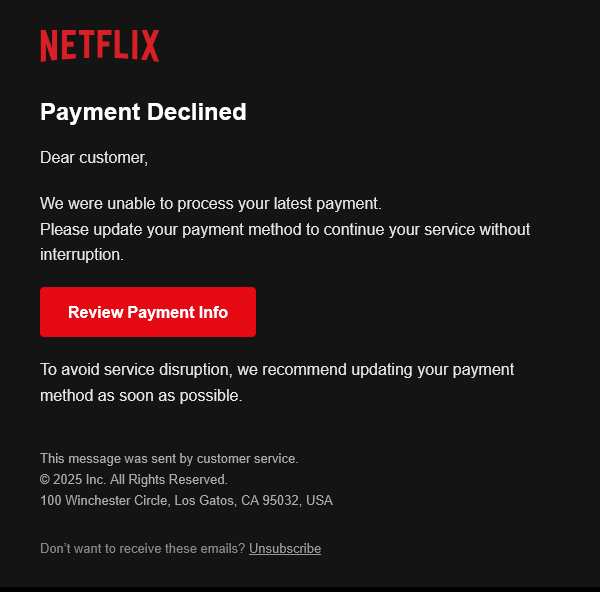 NETFLIX
Payment Declined
Dear customer,
We were unable to process your latest payment.
Please update your payment method to continue your service without
interruption.
Review Payment Info
To avoid service disruption, we recommend updating your payment
method as soon as possible.
This message was sent by customer service.
© 2025 Inc. All Rights Reserved.
100 Winchester Circle, Los Gatos, CA 95032, USA
Don’t want to receive these emails? Unsubscribe